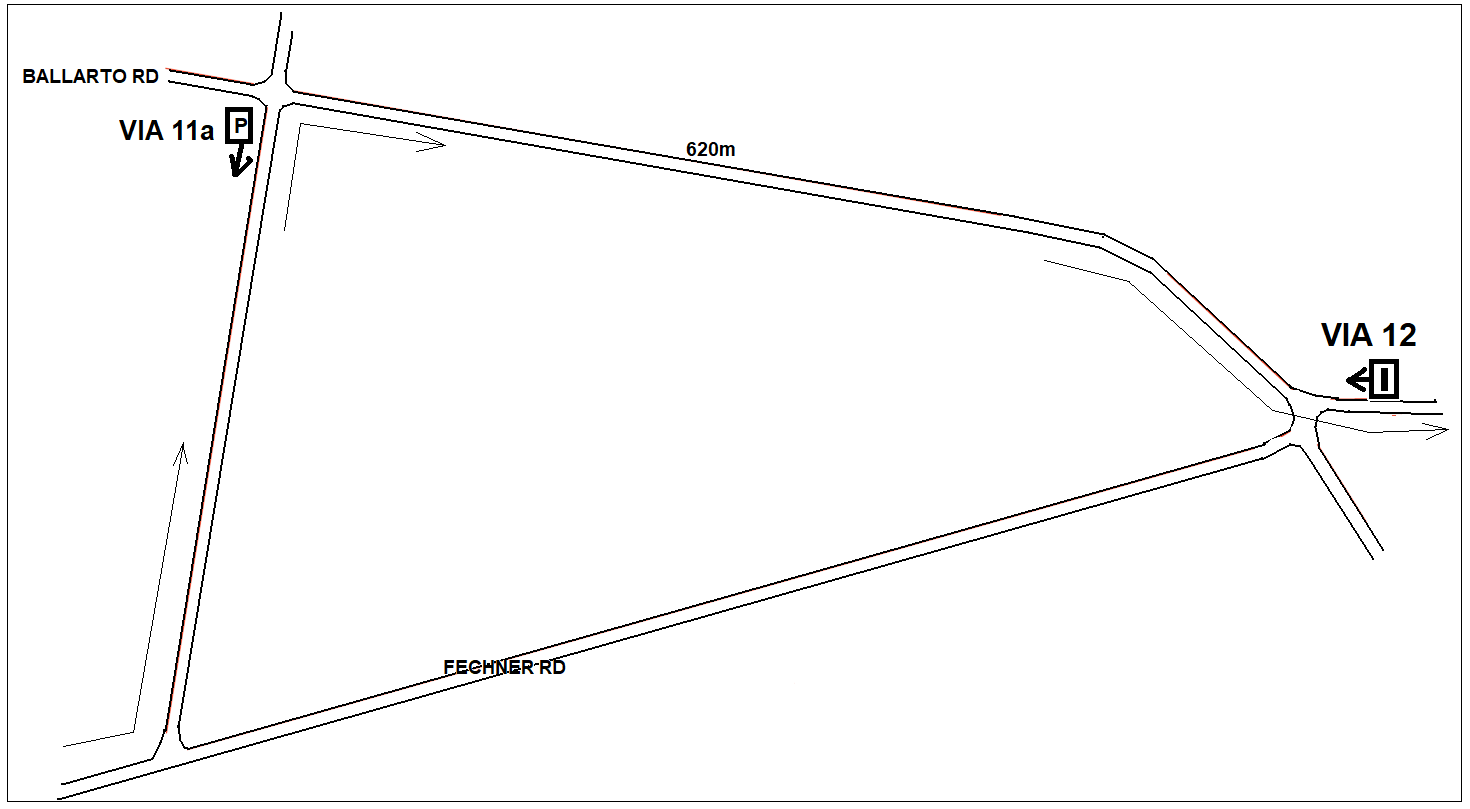 BALLARTO RD
VIA 11a
P
620m
VIA 12
I
FECHNER RD